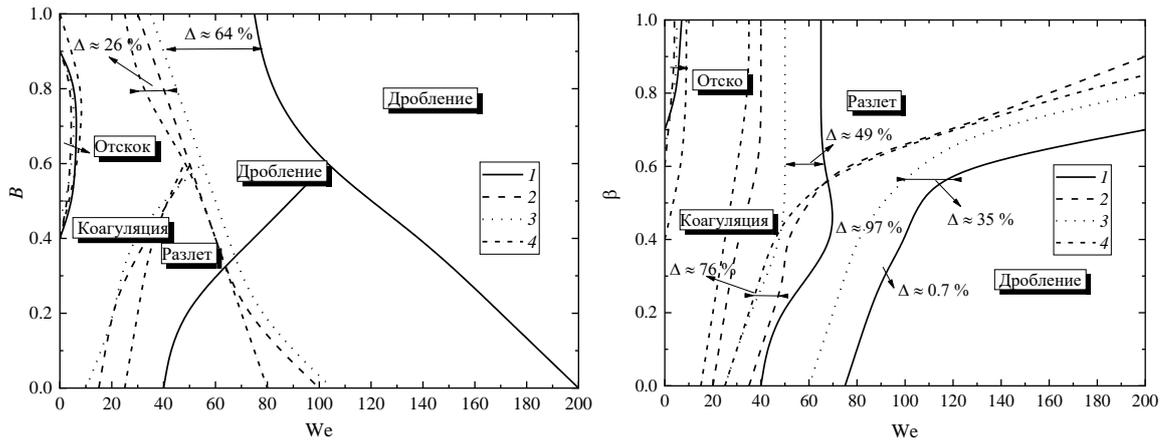 1.0
0.8
0.6
0.4
0.2
0.0
B
Δ ≈ 26 %
Δ ≈ 64 %
Дробление
Отскок
Дробление
Коагуляция
Разлет
1
2
3
4
0 20 40 60 80 100 120 140 160 180 200
We
1.0
0.8
0.6
0.4
0.2
0.0
β
Отско
Разлет
Δ ≈ 49 %
Коагуляция
Δ ≈ 97 %
Δ ≈ 35 %
Δ ≈ 76 %
Δ ≈ 0.7 %
Дробление
1
2
3
4
0 20 40 60 80 100 120 140 160 180 200
We